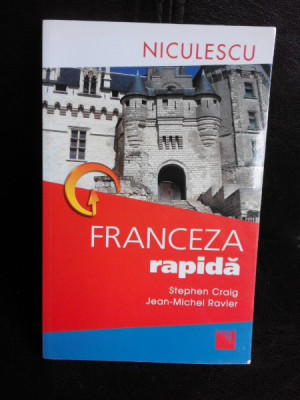 NICULESCU
FRANCEZA
rapidă
Stephen Craig
Jean-Michel Ravier
N